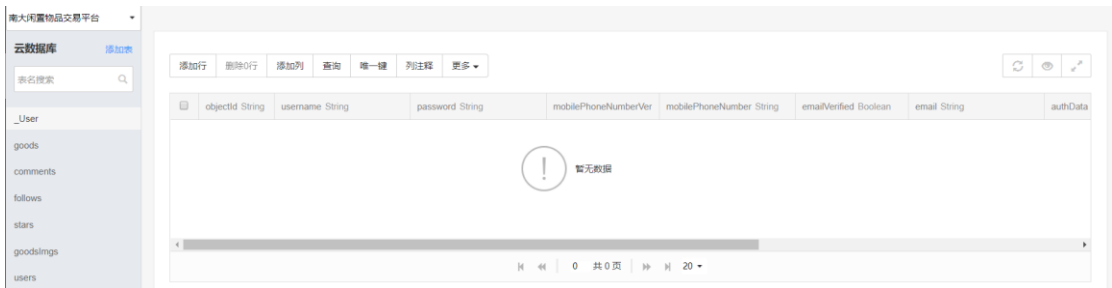 南大闲置物品交易平台
云数据库 添加表
表名搜索
_User
goods
comments
follows
stars
goodsImgs
users
添加行 删除0行 添加列 查询 唯一键 列注释 更多
objectId String username String password String mobilePhoneNumberVer mobilePhoneNumber String emailVerified Boolean email String authData
暂无数据
0 共 0 页 20